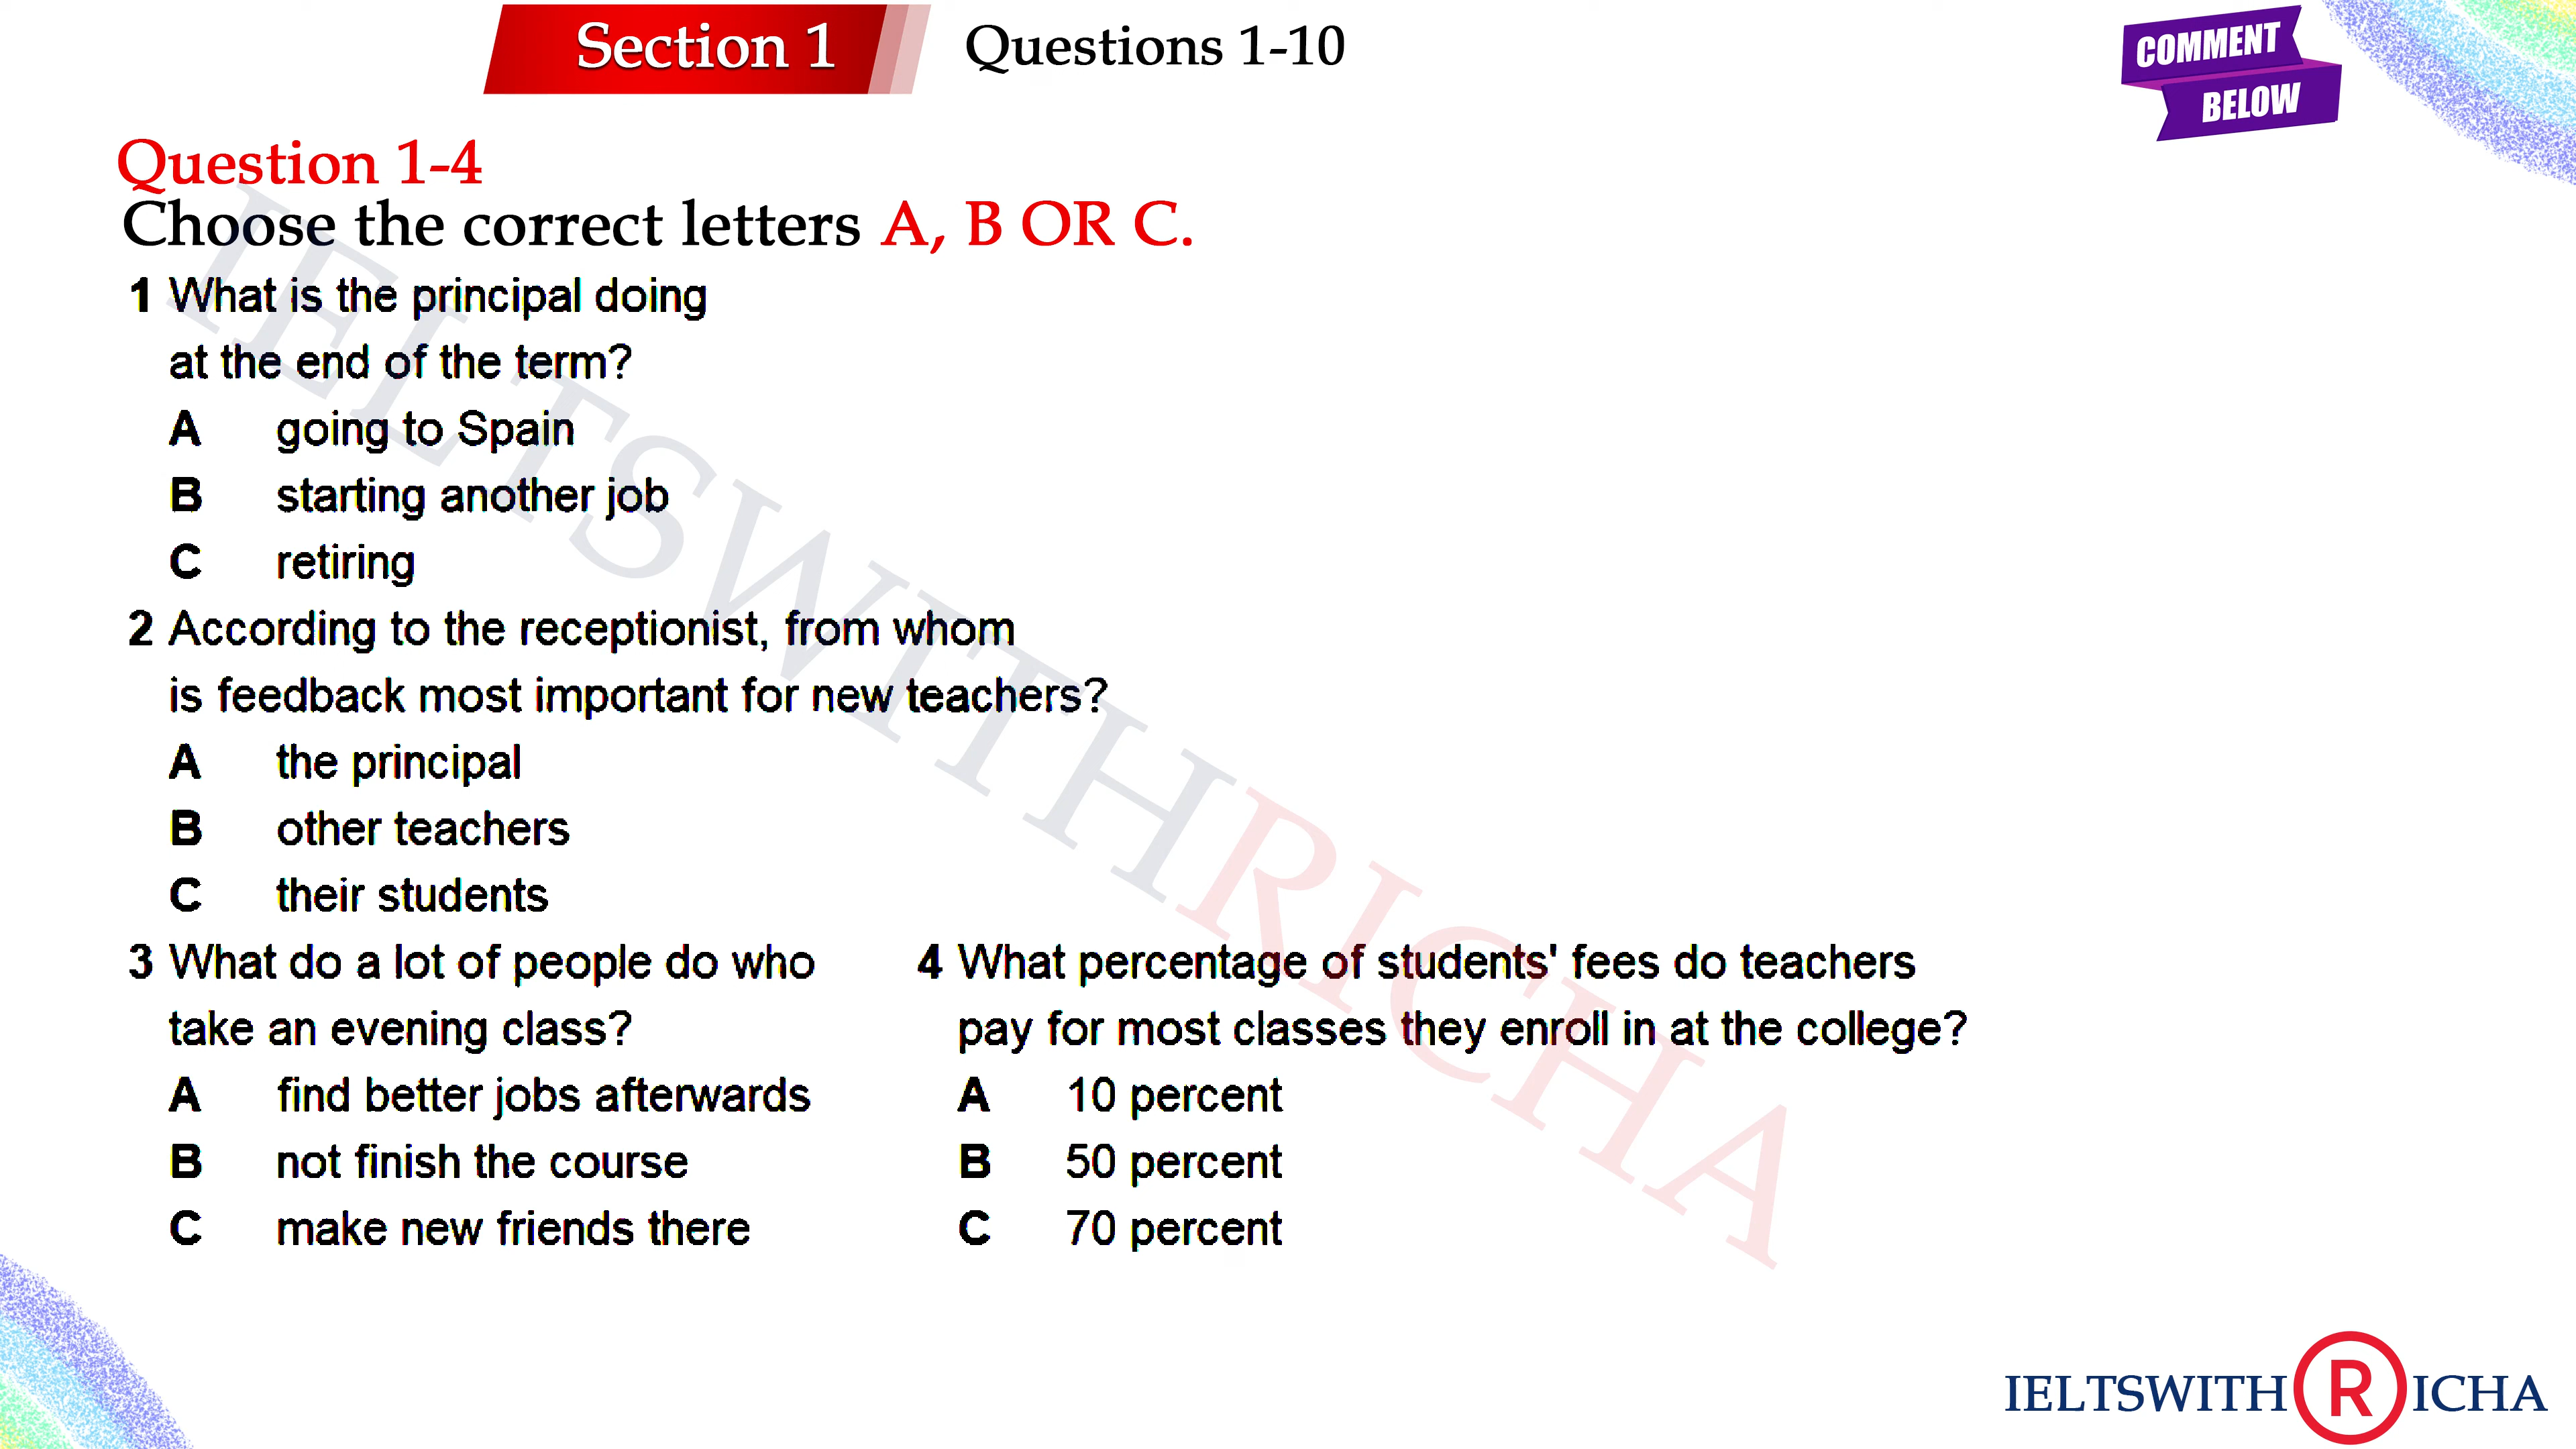 Section 1
Questions 1-10
COMMENT
BELOW
Question 1-4
Choose the correct letters A, B OR C.
1 What is the principal doing
at the end of the term?
A going to Spain
B starting another job
C retiring
2 According to the receptionist, from whom
is feedback most important for new teachers?
A the principal
B other teachers
C their students
3 What do a lot of people do who
take an evening class?
A find better jobs afterwards
B not finish the course
C make new friends there
4 What percentage of students' fees do teachers
pay for most classes they enroll in at the college?
A 10 percent
B 50 percent
C 70 percent
IELTSWITHRICHA
IELTSWITHRICHA